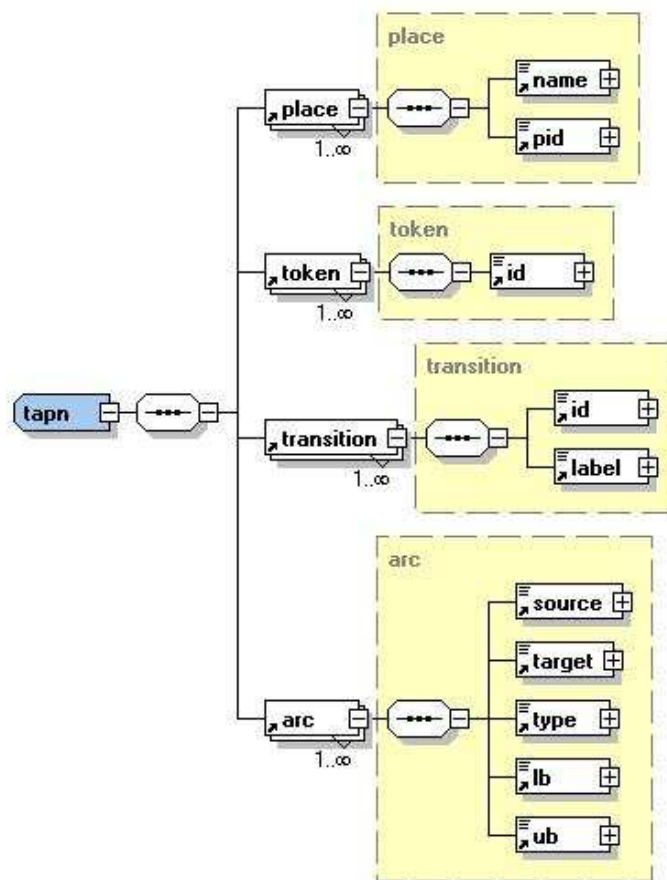 place
place
name
pid
1..∞
token
token
id
1..∞
transition
tapn
transition
id
label
1..∞
arc
source
target
arc
type
1..∞
lb
ub